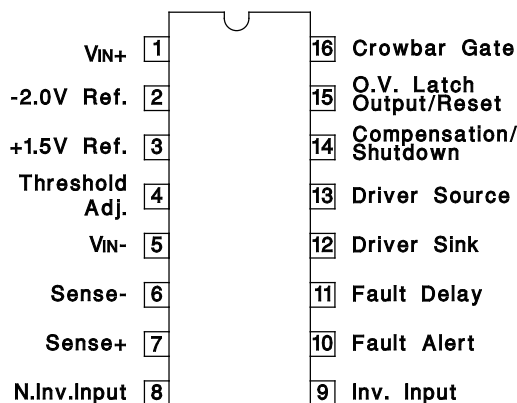 VIN+ 1 16 Crowbar Gate
-2.0V Ref. 2 15 O.V. Latch
Output/Reset
+1.5V Ref. 3 14 Compensation/
Shutdown
Threshold
Adj. 4 13 Driver Source
VIN- 5 12 Driver Sink
Sense- 6 11 Fault Delay
Sense+ 7 10 Fault Alert
N.Inv.Input 8 9 Inv. Input